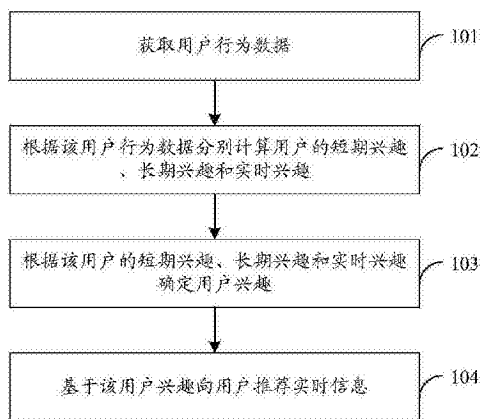 获取用户行为数据
101
根据该用户行为数据分别计算用户的短期兴趣
、长期兴趣和实时兴趣
102
根据该用户的短期兴趣、长期兴趣和实时兴趣
确定用户兴趣
103
基于该用户兴趣向用户推荐实时信息
104